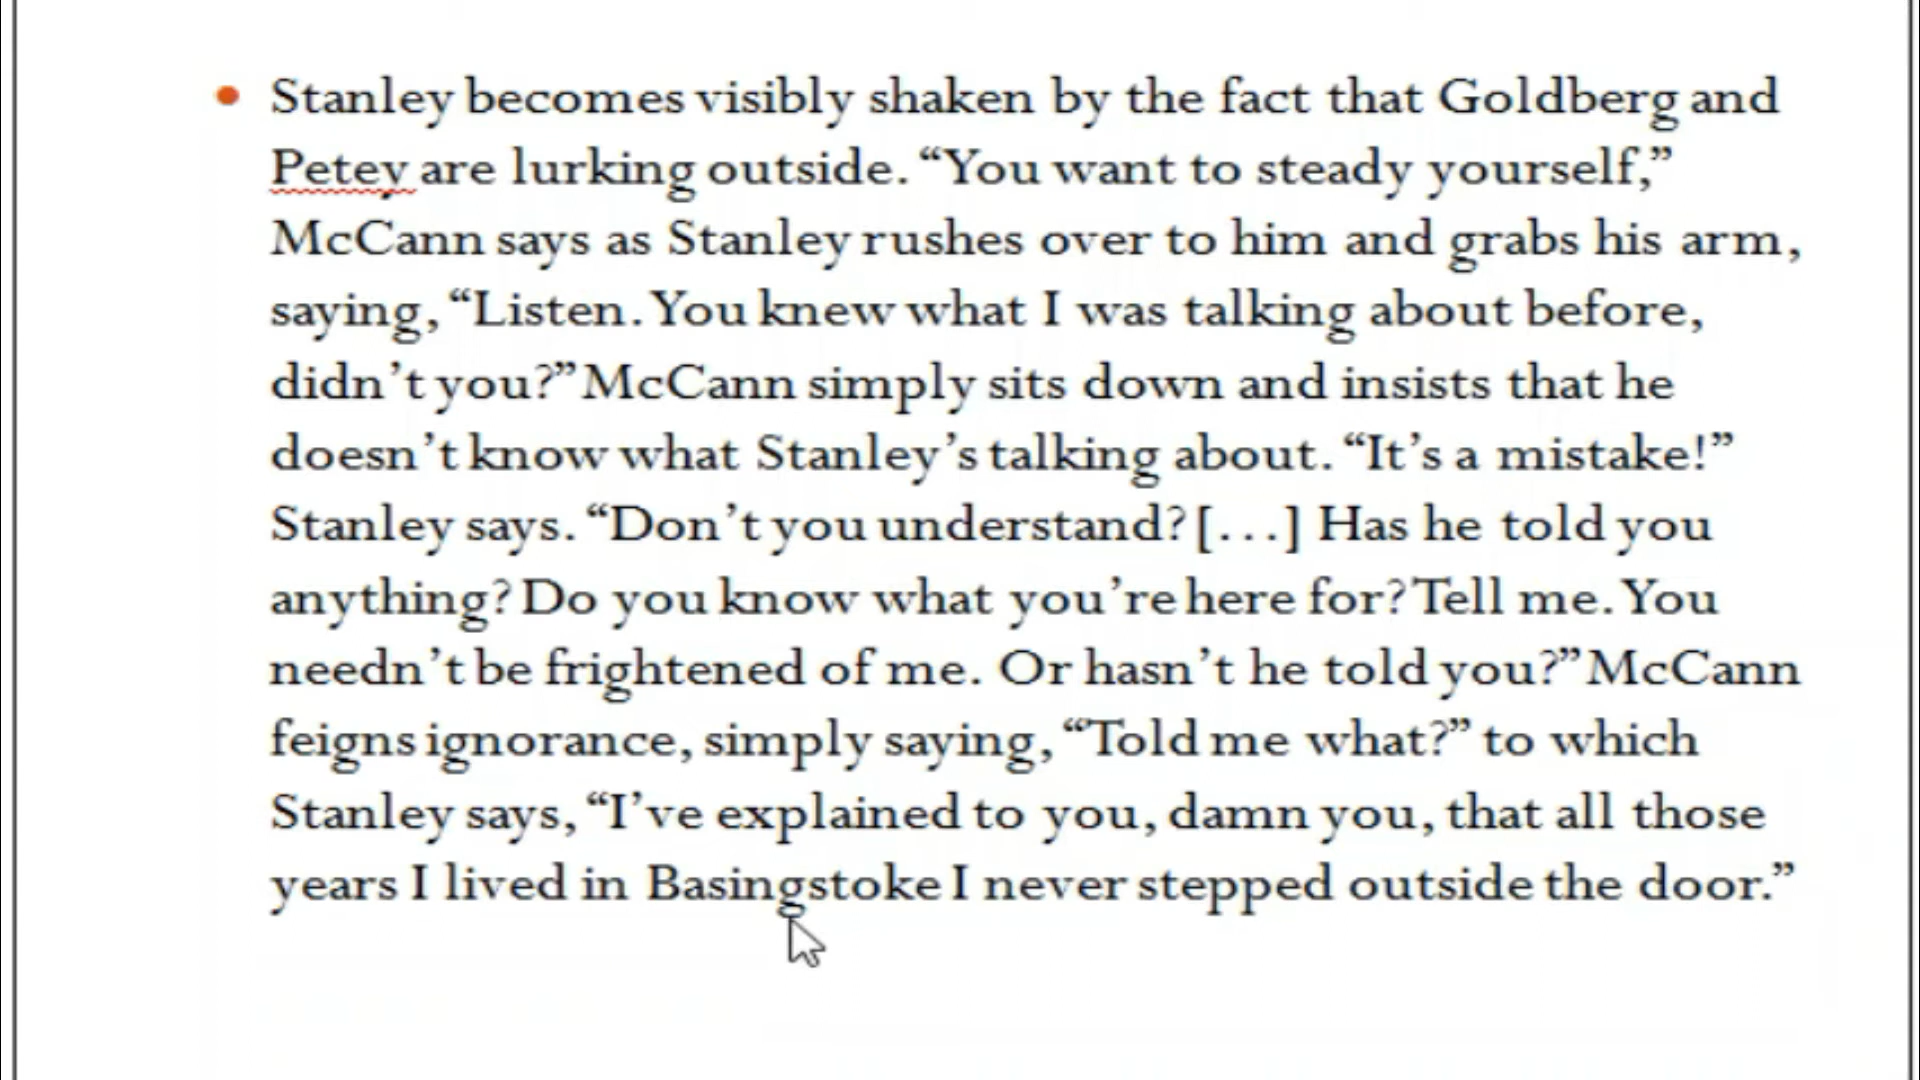 • Stanley becomes visibly shaken by the fact that Goldberg and
Petey are lurking outside. “You want to steady yourself,”
McCann says as Stanley rushes over to him and grabs his arm,
saying, “Listen. You knew what I was talking about before,
didn’t you?” McCann simply sits down and insists that he
doesn’t know what Stanley’s talking about. “It’s a mistake!”
Stanley says. “Don’t you understand? […] Has he told you
anything? Do you know what you’re here for? Tell me. You
needn’t be frightened of me. Or hasn’t he told you?” McCann
feigns ignorance, simply saying, “Told me what?” to which
Stanley says, “I’ve explained to you, damn you, that all those
years I lived in Basingstoke I never stepped outside the door.”